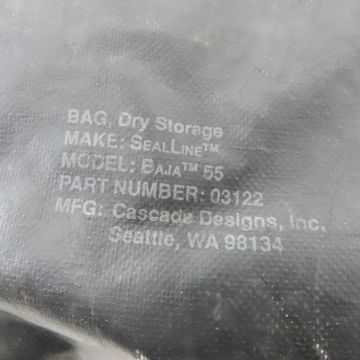 BAG, Dry Storage
MAKE: SEALLINE™
MODEL: BAJA™ 55
PART NUMBER: 03122
MFG: Cascade Designs, Inc.
Seattle, WA 98134